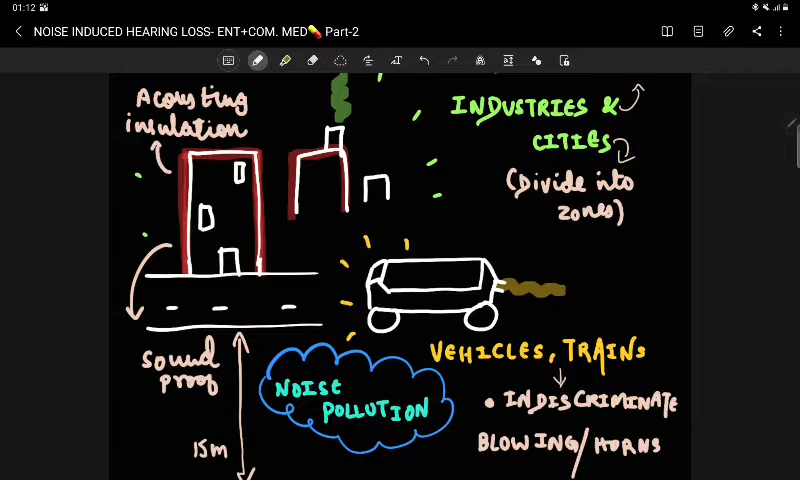 01:12
NOISE INDUCED HEARING LOSS- ENT+COM. MED💊 Part-2
Acousting
insulation
INDUSTRIES &
CITIES
(Divide into
zones)
VEHICLES, TRAINS
Sound
proof
NOISE
POLLUTION
• INDISCRIMINATE
BLOWING/HORNS
15m